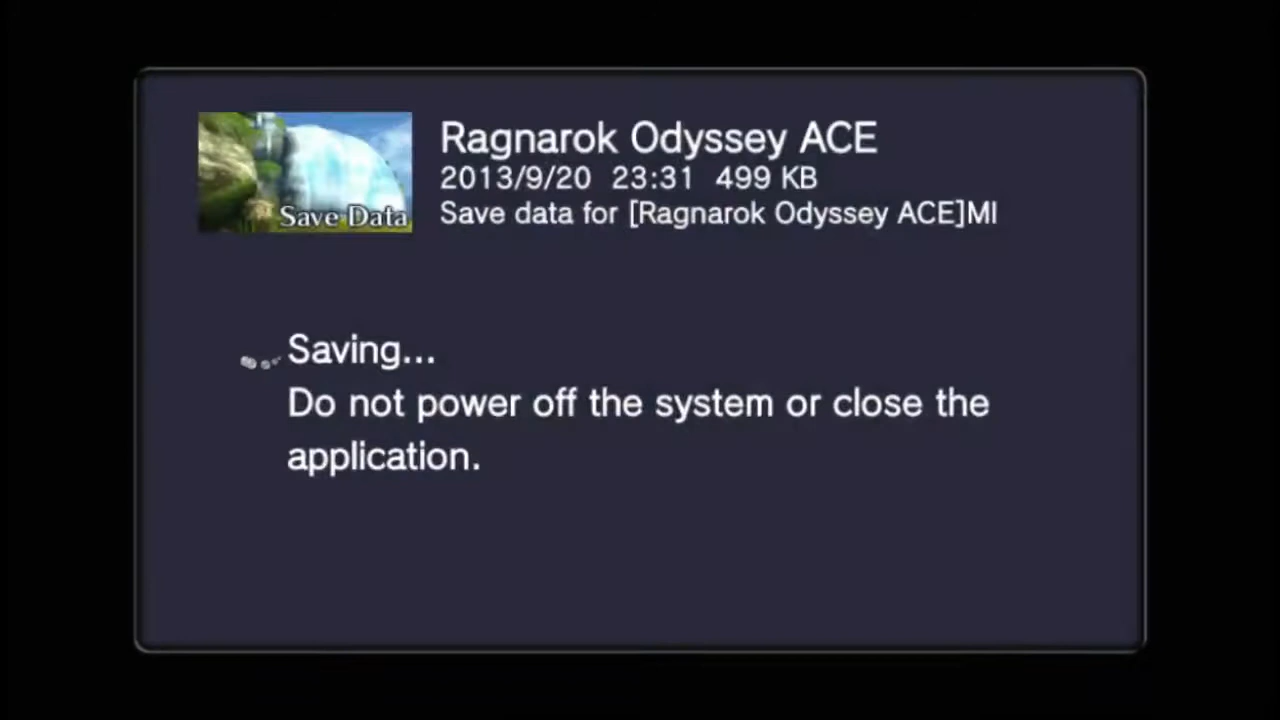 Ragnarok Odyssey ACE
2013/9/20 23:31 499 KB
Save data for [Ragnarok Odyssey ACE]MI
Save Data
Saving...
Do not power off the system or close the
application.